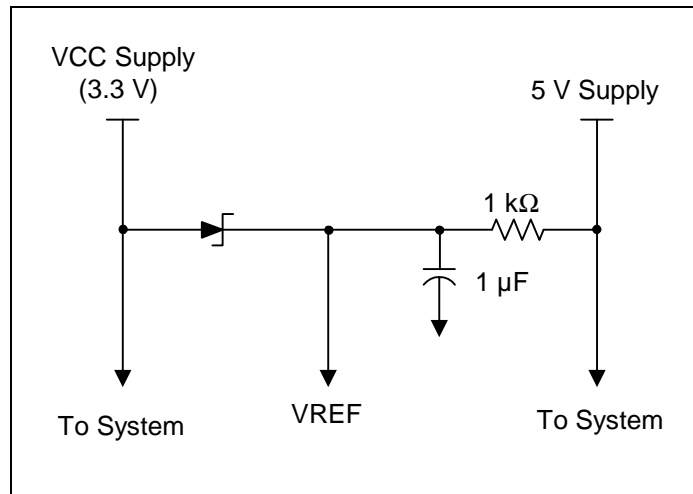 VCC Supply
(3.3 V)
5 V Supply
1 kΩ
1 µF
To System
VREF
To System